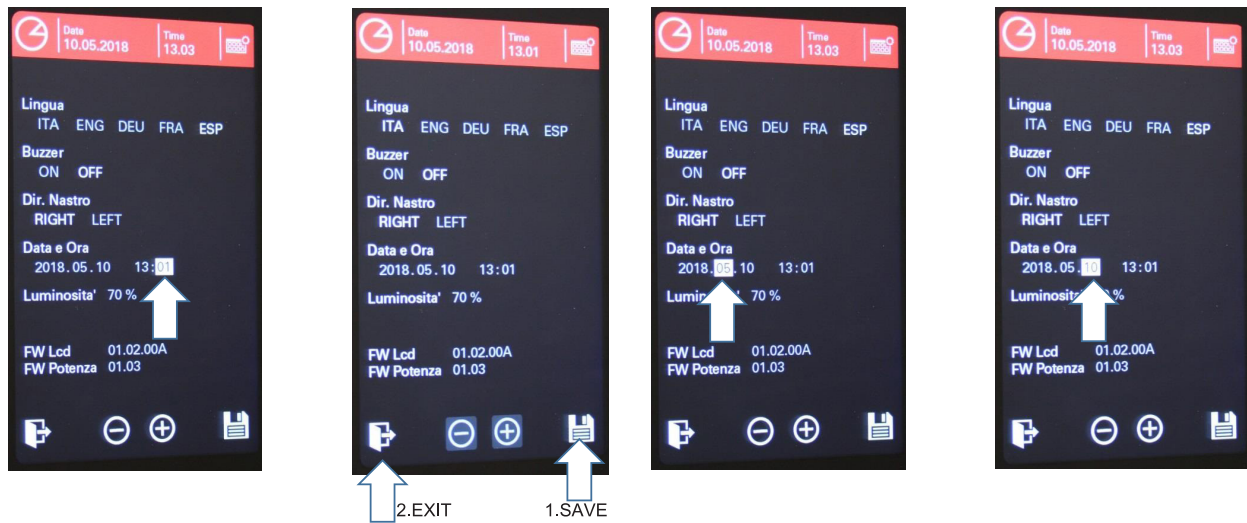 Date
10.05.2018
Time
13.03
Lingua
ITA ENG DEU FRA ESP
Buzzer
ON OFF
Dir. Nastro
RIGHT LEFT
Data e Ora
2018.05.10 13:01
Luminosita' 70 %
FW Lcd 01.02.00A
FW Potenza 01.03
Date
10.05.2018
Time
13.01
Lingua
ITA ENG DEU FRA ESP
Buzzer
ON OFF
Dir. Nastro
RIGHT LEFT
Data e Ora
2018.05.10 13:01
Luminosita' 70 %
FW Lcd 01.02.00A
FW Potenza 01.03
2.EXIT 1.SAVE
Date
10.05.2018
Time
13.03
Lingua
ITA ENG DEU FRA ESP
Buzzer
ON OFF
Dir. Nastro
RIGHT LEFT
Data e Ora
2018.05.10 13:01
70 %
FW Lcd 01.02.00A
FW Potenza 01.03
Date
10.05.2018
Time
13.03
Lingua
ITA ENG DEU FRA ESP
Buzzer
ON OFF
Dir. Nastro
RIGHT LEFT
Data e Ora
2018.05.10 13:01
%
FW Lcd 01.02.00A
FW Potenza 01.03